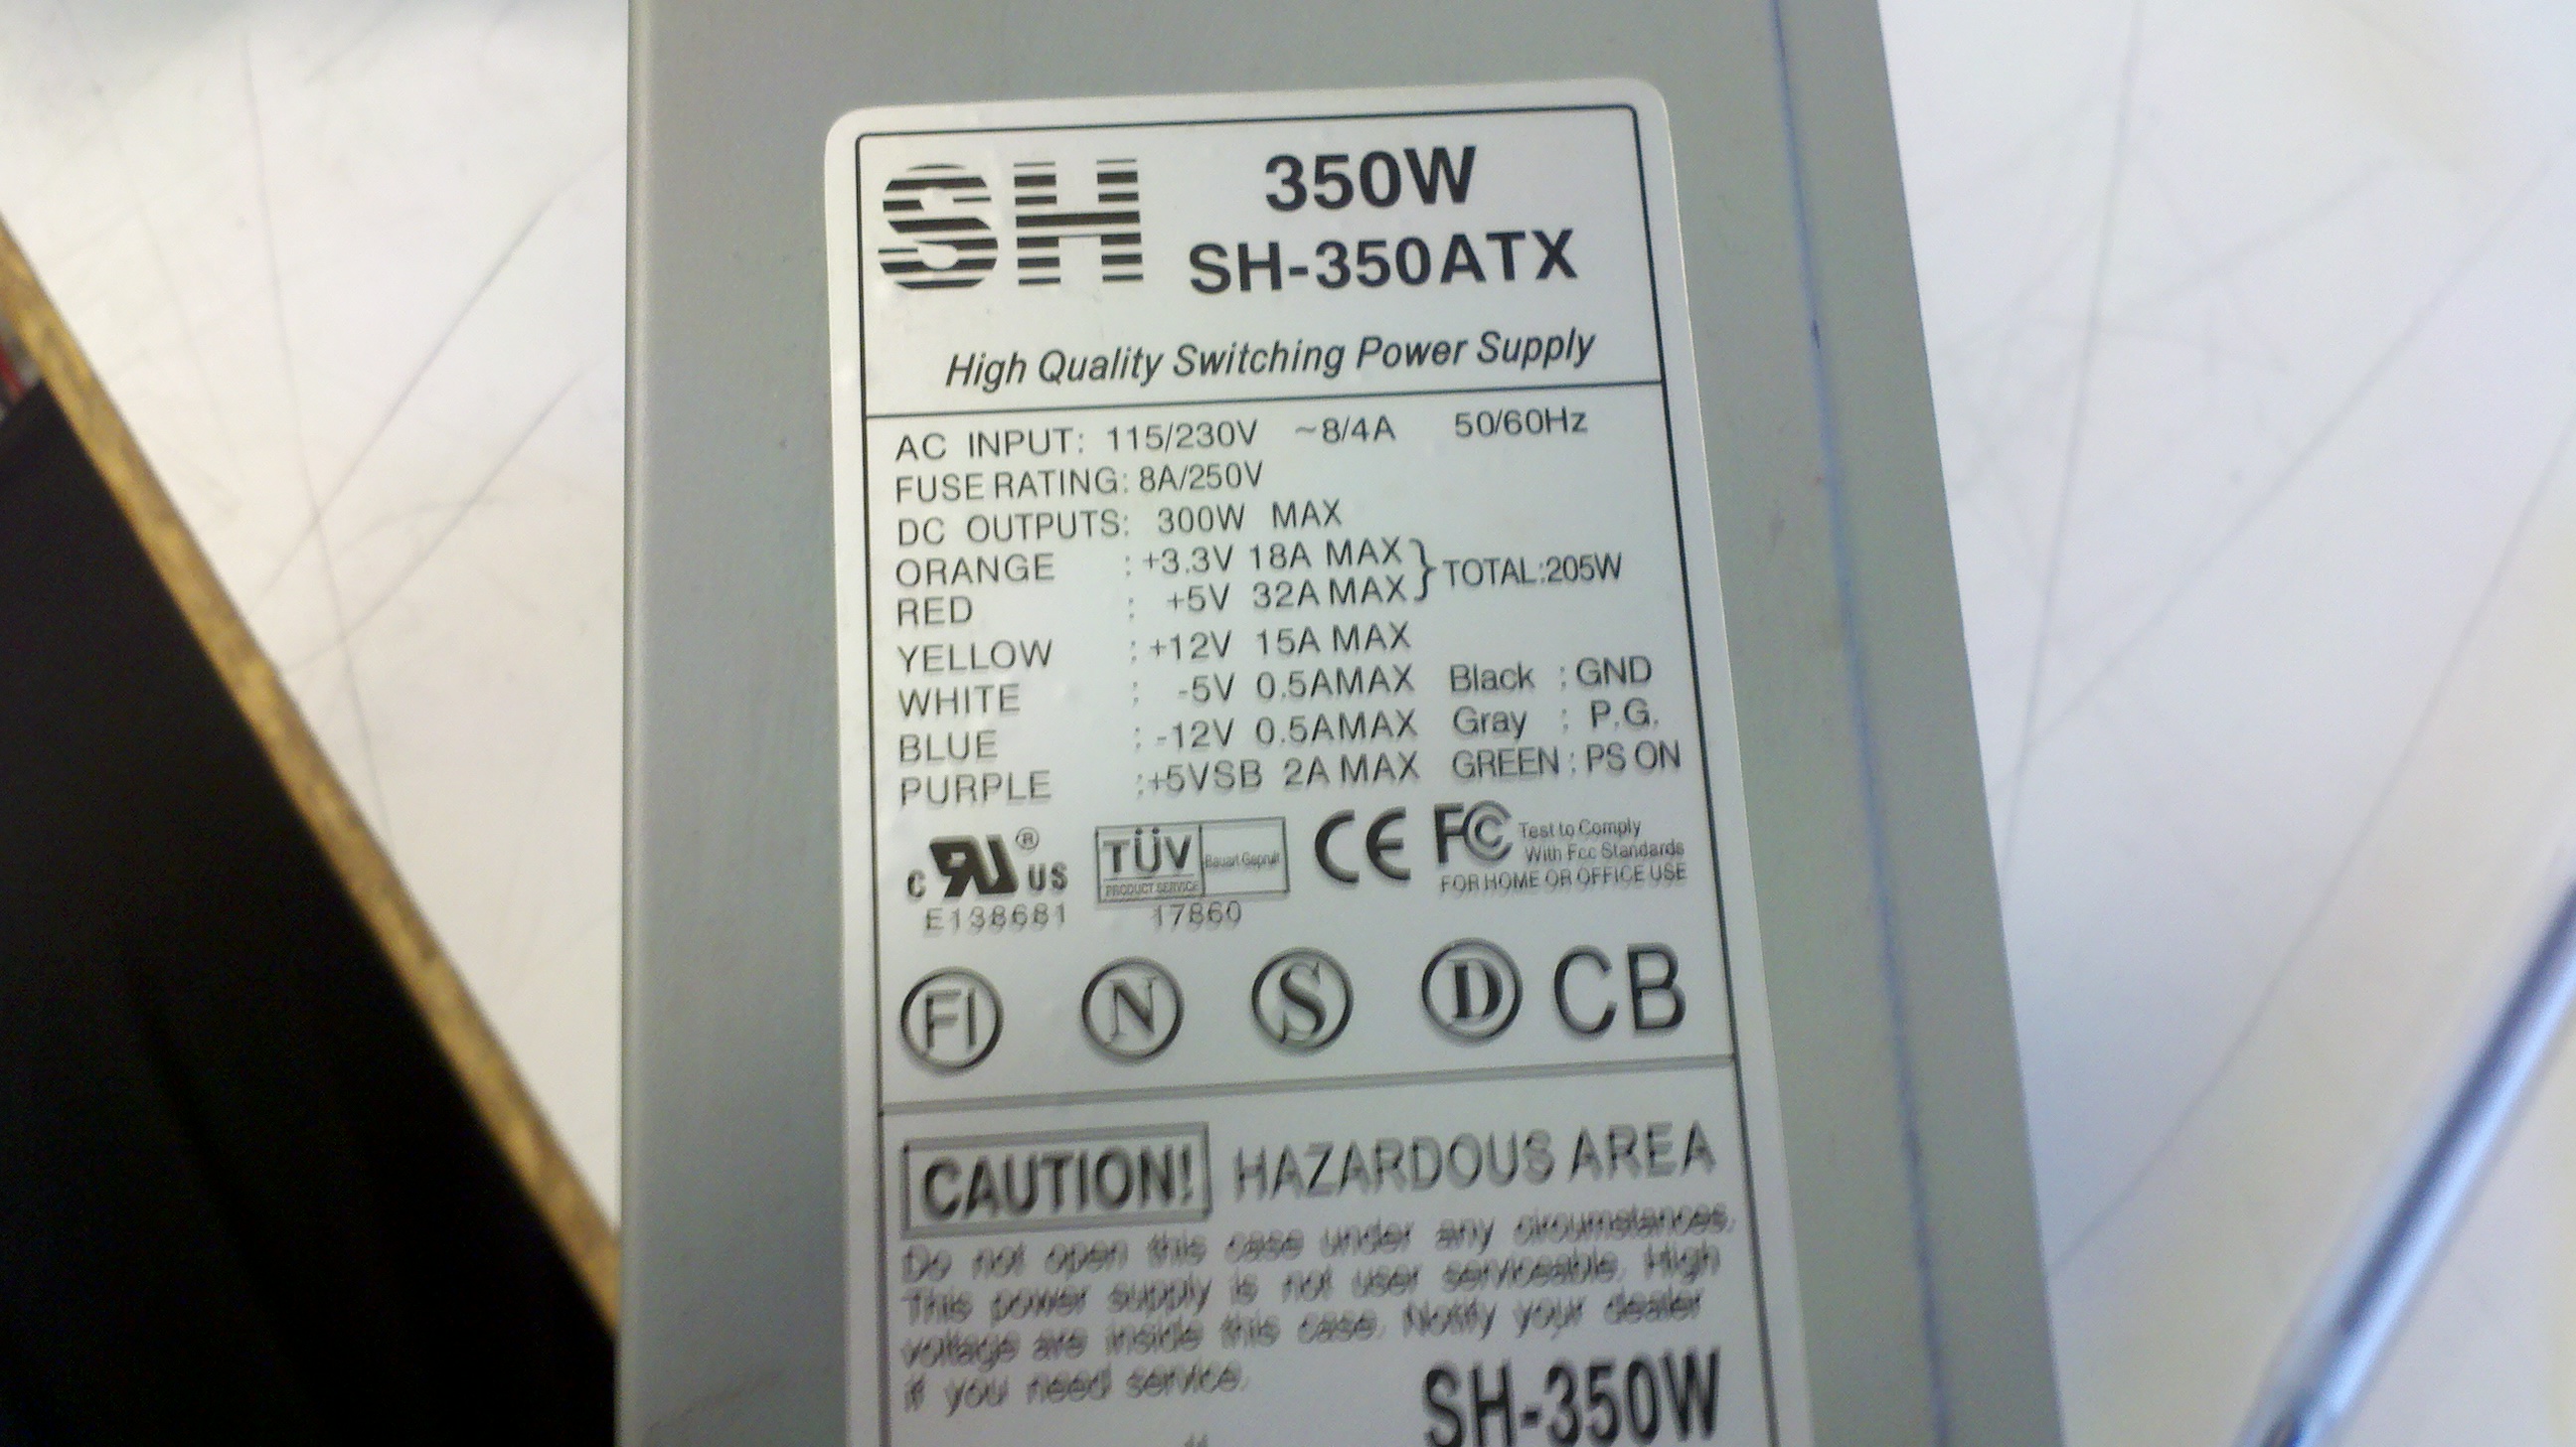 SH 350W
SH-350ATX
High Quality Switching Power Supply
AC INPUT: 115/230V ~8/4A 50/60Hz
FUSE RATING: 8A/250V
DC OUTPUTS: 300W MAX
ORANGE : +3.3V 18A MAX } TOTAL:205W
RED : +5V 32A MAX
YELLOW : +12V 15A MAX
WHITE : -5V 0.5AMAX Black : GND
BLUE : -12V 0.5AMAX Gray : P.G.
PURPLE :+5VSB 2A MAX GREEN : PS ON
c RU ® US TÜV PRODUCT SERVICE Bauart Geprüft CE FC Test to Comply
With Fcc Standards
FOR HOME OR OFFICE USE
E138681 17860
FI N S D CB
CAUTION! HAZARDOUS AREA
Do not open this case under any circumstances.
This power supply is not user serviceable. High
voltage are inside this case. Notify your dealer
if you need service.
SH-350W